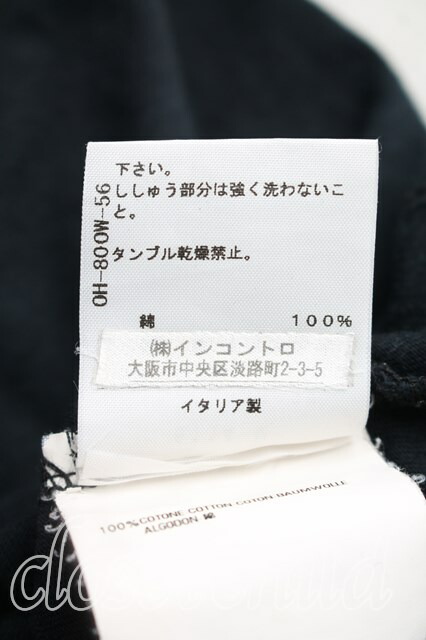 下さい。
ししゅう部分は強く洗わないこ
と。
タンブル乾燥禁止。
OH-800W-56
綿 100%
㈱インコントロ
大阪市中央区淡路町2-3-5
イタリア製
100%COTONE COTTON COTON BAUMWOLLE
ALGODON 綿